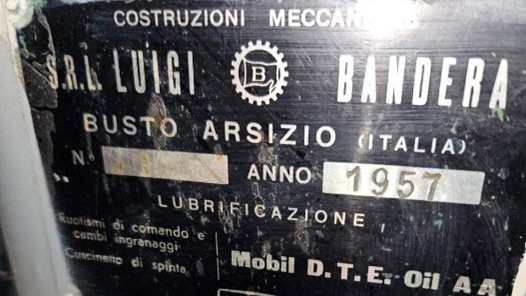 COSTRUZIONI
S.R.L. LUIGI B BANDERA
BUSTO ARSIZIO (ITALIA)
N° ANNO 1957
LUBRIFICAZIONE
Ruotismi di comando e
cambi ingranaggi
Cuscinetto di spinta
Mobil D.T.E. Oil AA